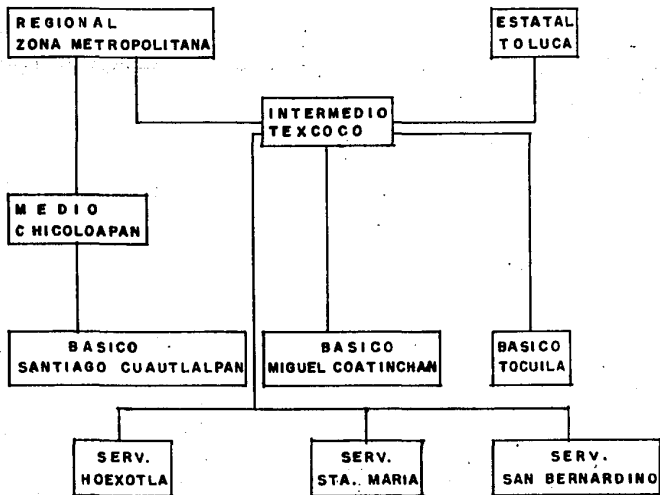 REGIONAL
ZONA METROPOLITANA
ESTATAL
TOLUCA
INTERMEDIO
TEXCOCO
MEDIO
CHICOLOAPAN
BASICO
SANTIAGO CUAUTLALPAN
BASICO
MIGUEL COATINCHAN
BASICO
TOCUILA
SERV.
HOEXOTLA
SERV.
STA. MARIA
SERV.
SAN BERNARDINO